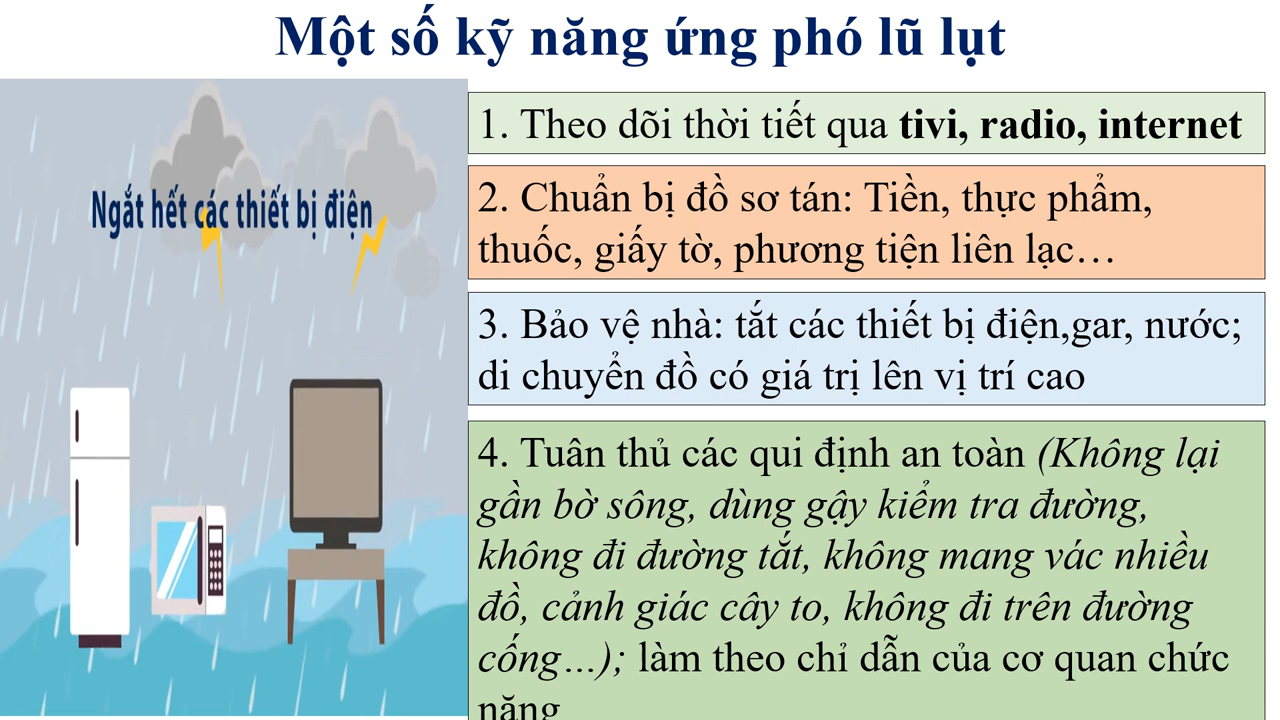 Một số kỹ năng ứng phó lũ lụt
Ngắt hết các thiết bị điện
1. Theo dõi thời tiết qua tivi, radio, internet
2. Chuẩn bị đồ sơ tán: Tiền, thực phẩm,
thuốc, giấy tờ, phương tiện liên lạc…
3. Bảo vệ nhà: tắt các thiết bị điện,gar, nước;
di chuyển đồ có giá trị lên vị trí cao
4. Tuân thủ các qui định an toàn (Không lại
gần bờ sông, dùng gậy kiểm tra đường,
không đi đường tắt, không mang vác nhiều
đồ, cảnh giác cây to, không đi trên đường
cống…); làm theo chỉ dẫn của cơ quan chức
năng